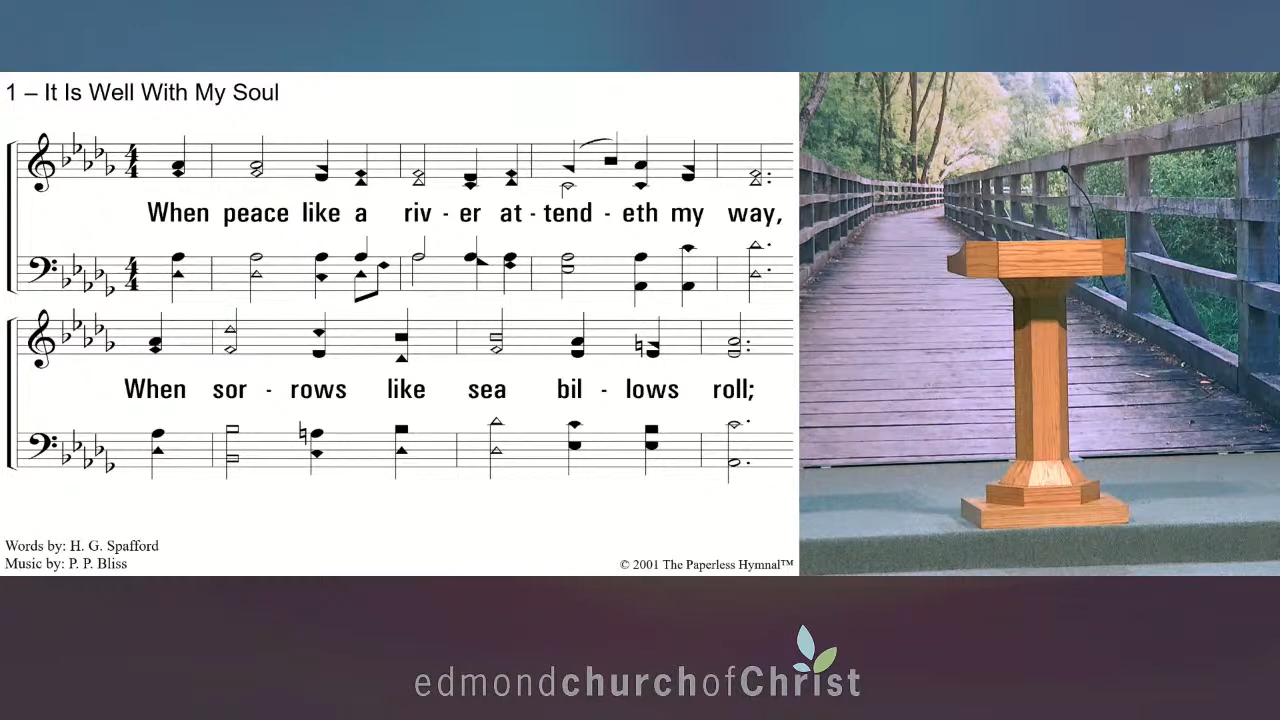 1 – It Is Well With My Soul
When peace like a riv - er at - tend - eth my way,
When sor - rows like sea bil - lows roll;
Words by: H. G. Spafford
Music by: P. P. Bliss
© 2001 The Paperless Hymnal™
edmondchurchofChrist